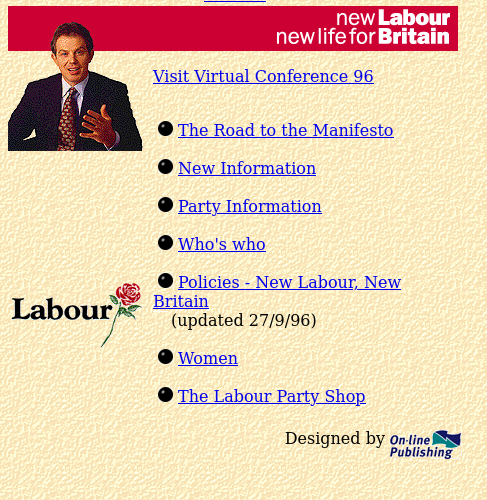 new Labour
new life for Britain
Visit Virtual Conference 96
The Road to the Manifesto
New Information
Party Information
Who's who
Policies - New Labour, New
Britain
(updated 27/9/96)
Labour
Women
The Labour Party Shop
Designed by On-line
Publishing